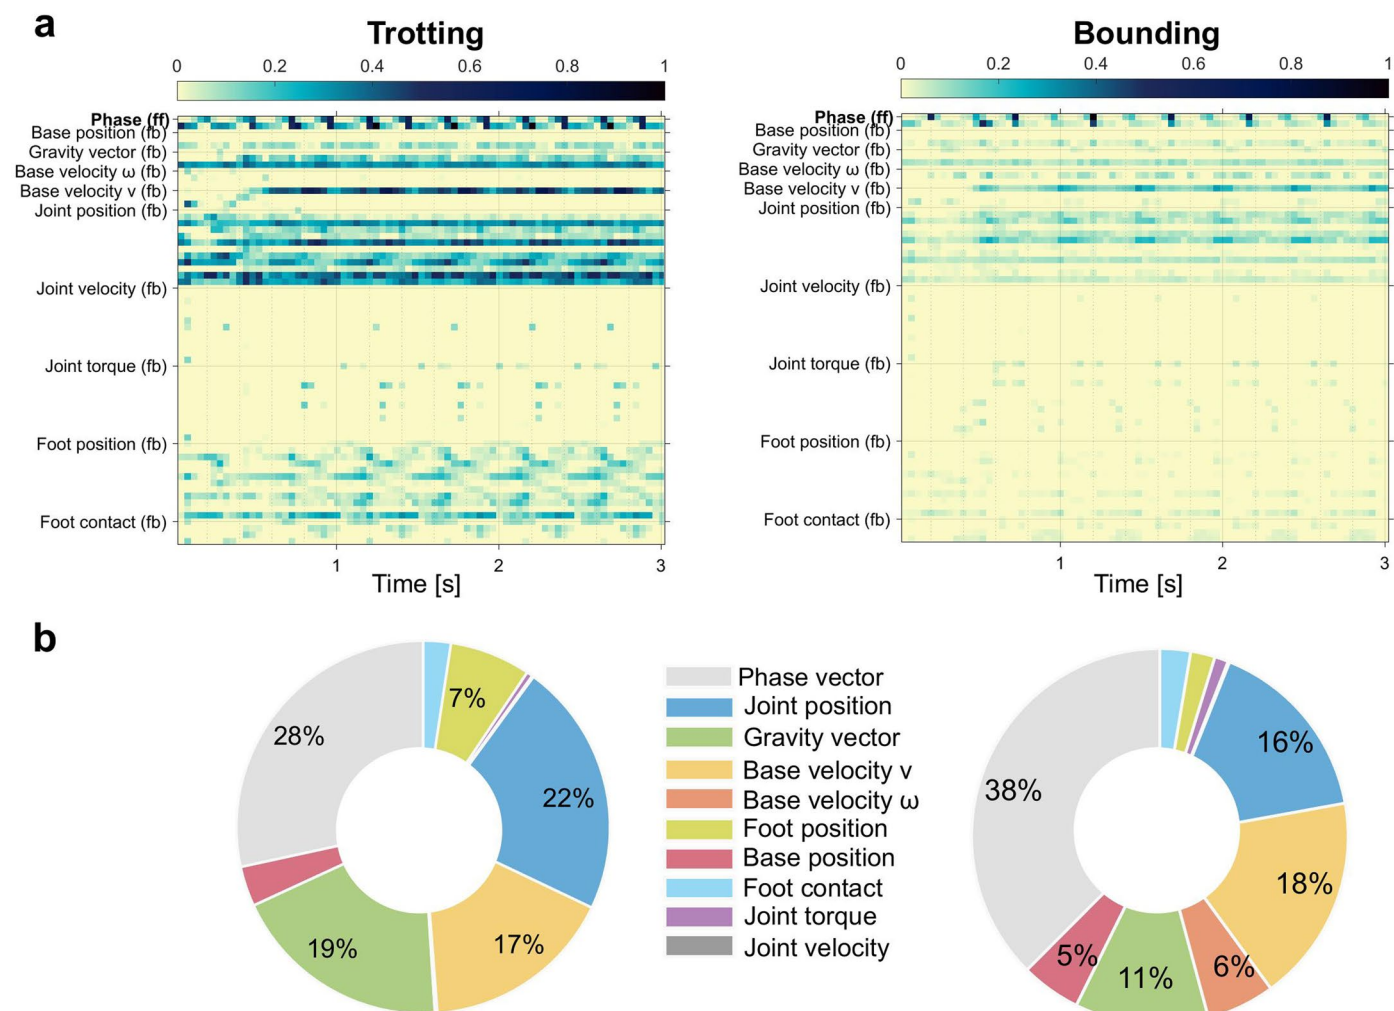 a
Trotting
Bounding
0 0.2 0.4 0.6 0.8 1
0 0.2 0.4 0.6 0.8 1
Phase (ff)
Base position (fb)
Gravity vector (fb)
Base velocity ω (fb)
Base velocity v (fb)
Joint position (fb)
Joint velocity (fb)
Joint torque (fb)
Foot position (fb)
Foot contact (fb)
1 2 3
Time [s]
Phase (ff)
Base position (fb)
Gravity vector (fb)
Base velocity ω (fb)
Base velocity v (fb)
Joint position (fb)
Joint velocity (fb)
Joint torque (fb)
Foot position (fb)
Foot contact (fb)
1 2 3
Time [s]
b
7%
28%
22%
19%
17%
Phase vector
Joint position
Gravity vector
Base velocity v
Base velocity ω
Foot position
Base position
Foot contact
Joint torque
Joint velocity
16%
38%
18%
5%
6%
11%